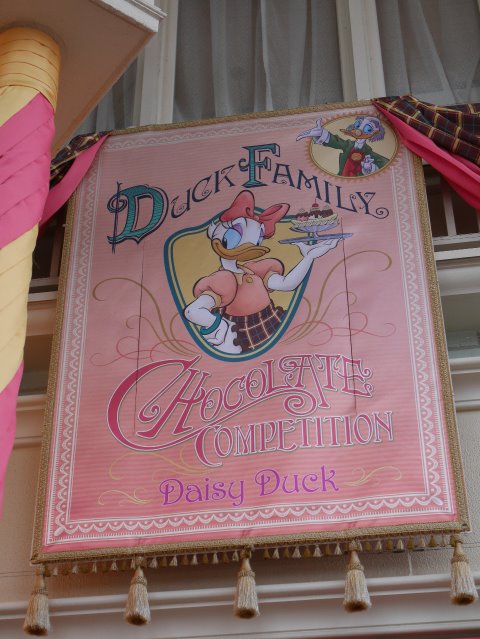 Duck Family
Chocolate
Competition
Daisy Duck